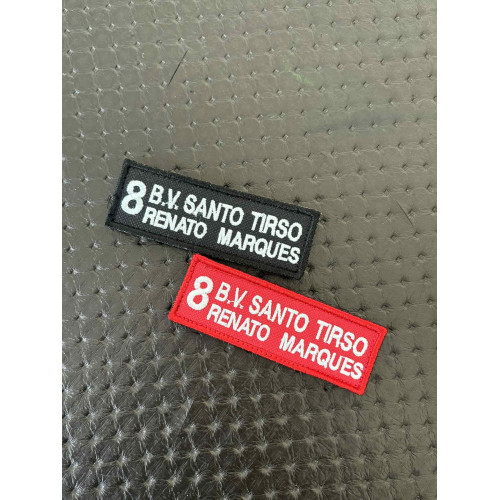 8 B.V. SANTO TIRSO
RENATO MARQUES
8 B.V. SANTO TIRSO
RENATO MARQUES